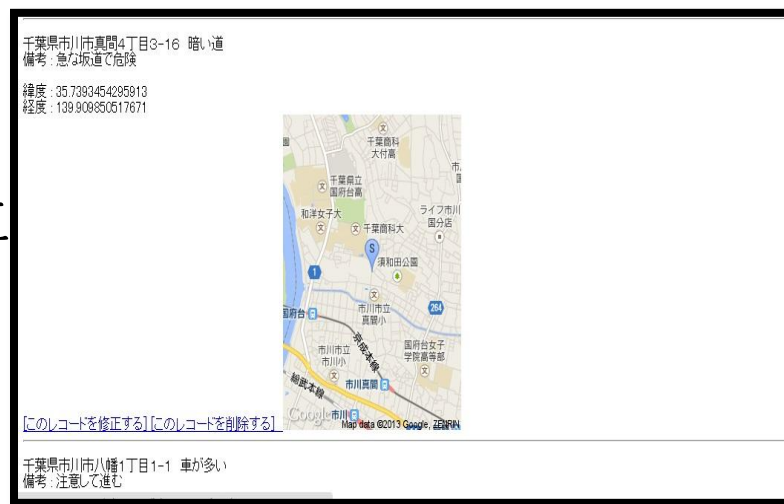 千葉県市川市真間4丁目3-16 暗い道
備考 : 急な坂道で危険
緯度 : 35.7393454295913
経度 : 139.909850517671
千葉商科
大付高
千葉県立
国府台高
和洋女子大
ライフ市川
国分店
千葉商科大
S
須和田公園
1
市川市立
真間小
264
国府台
京成本線
国府台女子
学院高等部
市川市立
市川小
総武本線
市川真間
Google
市川
Map data ©2013 Google, ZENRIN
[このレコードを修正する] [このレコードを削除する]
千葉県市川市八幡1丁目1-1 車が多い
備考 : 注意して進む